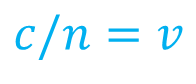 c/n = v